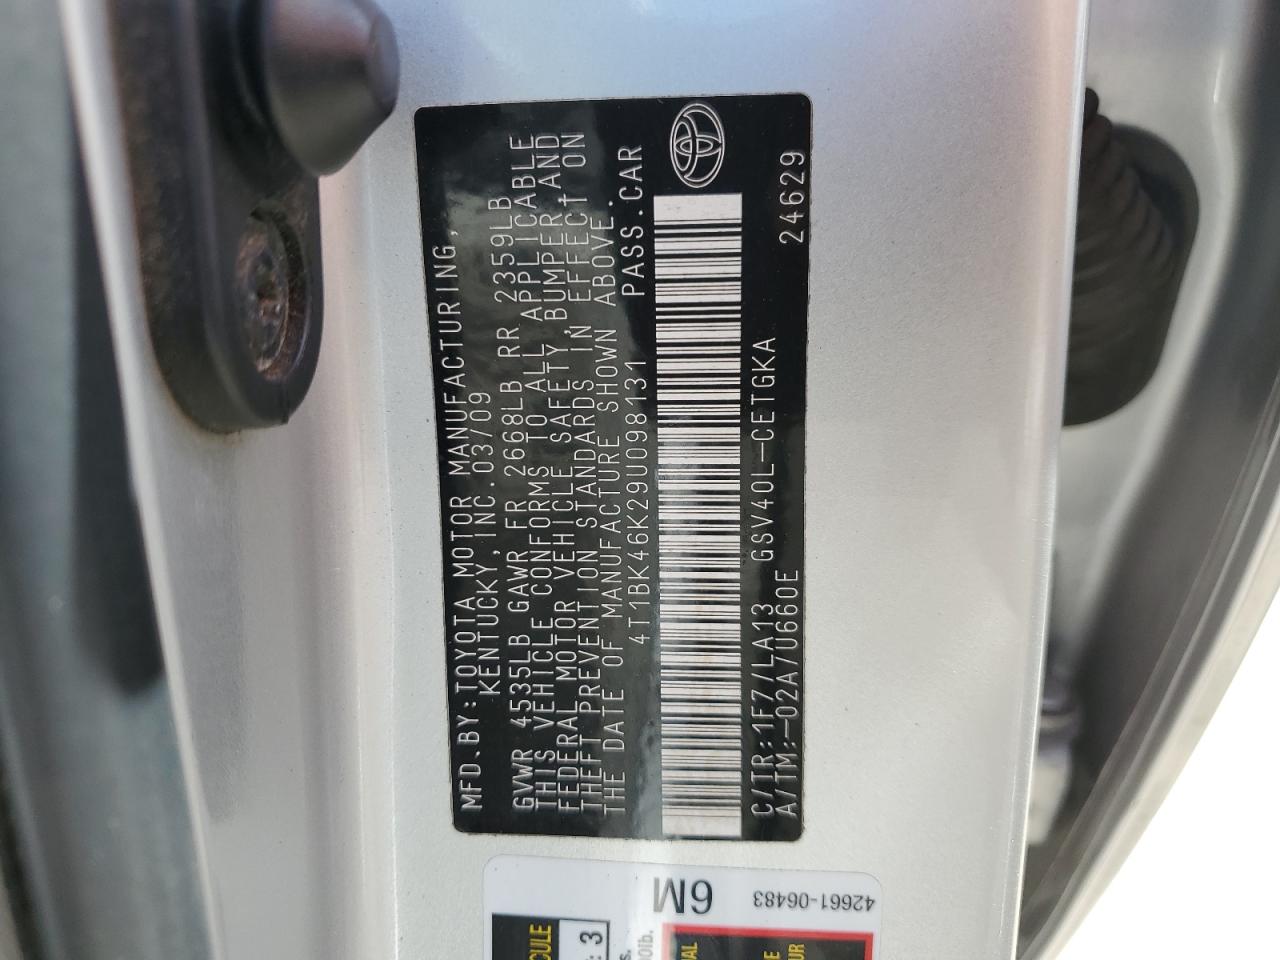 MFD.BY:TOYOTA MOTOR MANUFACTURING,
KENTUCKY,INC.03/09
GVWR 4535LB GAWR FR 2668LB RR 2359LB
THIS VEHICLE CONFORMS TO ALL APPLICABLE
FEDERAL MOTOR VEHICLE SAFETY,BUMPER,AND
THEFT PREVENTION STANDARDS IN EFFECT ON
THE DATE OF MANUFACTURE SHOWN ABOVE.
4T1BK46K29U098131 PASS.CAR
C/TR:1F7/LA13 GSV40L-CETGKA 24629
A/TM:-02A/U660E
6M
42661-06483
: 3